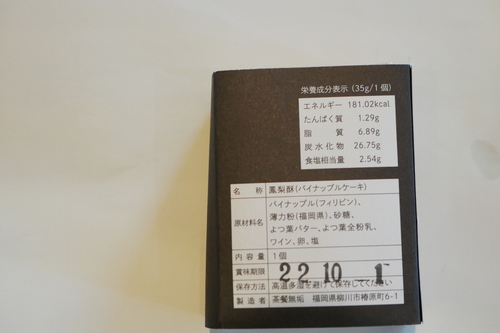 栄養成分表示 (35g/1個)
エネルギー 181.02kcal
たんぱく質 1.29g
脂 質 6.89g
炭水化物 26.75g
食塩相当量 2.54g
名 称 鳳梨酥(パイナップルケーキ)
原材料名 パイナップル(フィリピン)、
薄力粉(福岡県)、砂糖、
よつ葉バター、よつ葉全粉乳、
ワイン、卵、塩
内 容 量 1個
賞味期限 22.10.-1
保存方法 高温多湿を避けて保存してください
製 造 者 茶餐無垢 福岡県柳川市椿原町6-1